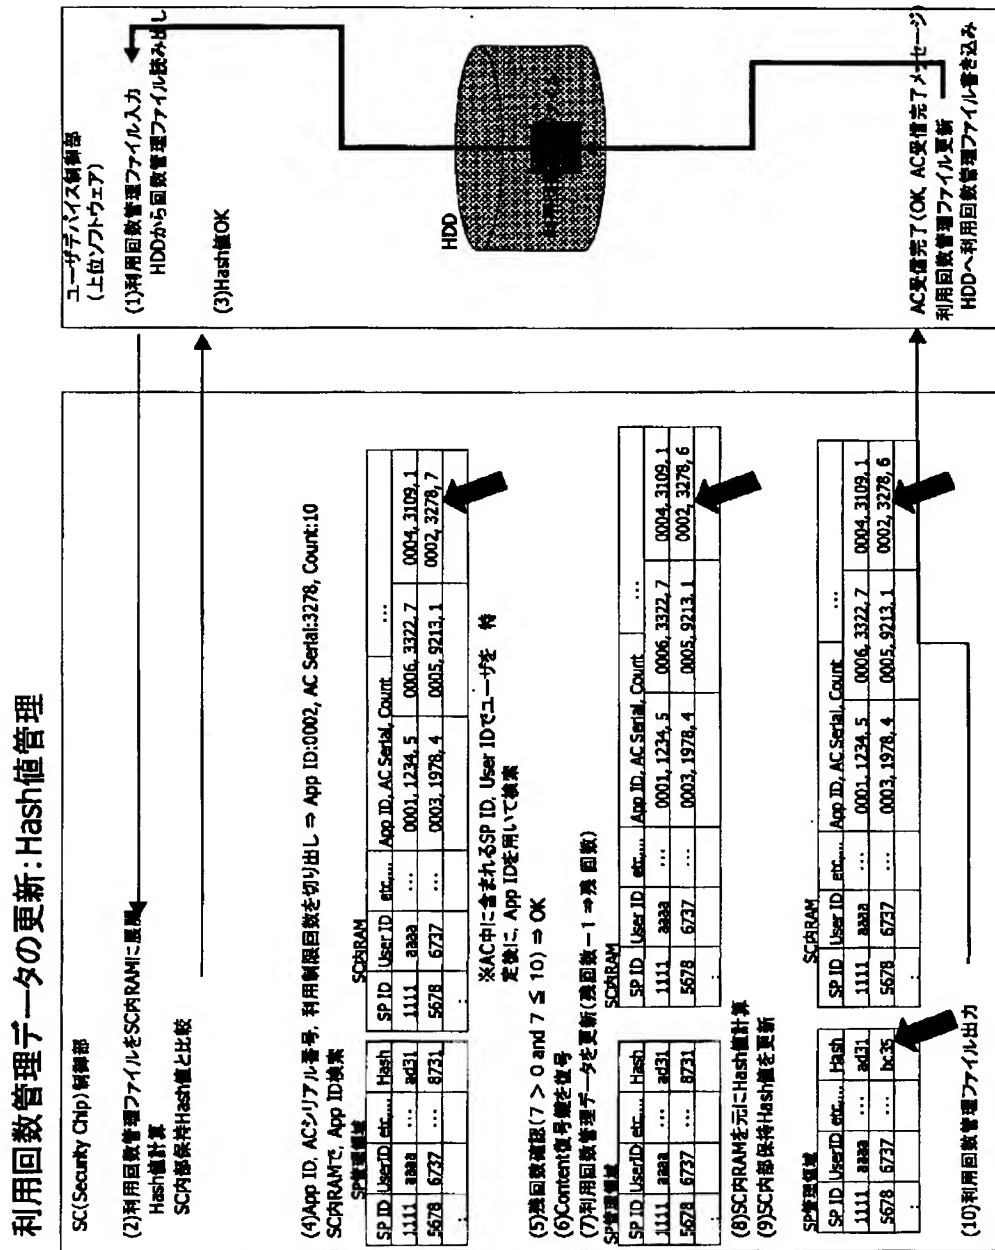 利用回数管理データの更新:Hash値管理
SC(Security Chip)制御部
(2)利用回数管理ファイルをSC内RAMに展開
Hash値計算
SC内部保持Hash値と比較
(4)App ID, ACシリアル番号, 利用制限回数を切り出し ⇒ App ID:0002, AC Serial:3278, Count:10
SC内RAMで, App ID検索
SP管理領域
SP ID UserID etc,... Hash
1111 aaaa … ad31
5678 6737 … 8731
:
SC内RAM
SP ID User ID etc,... App ID, AC Serial, Count …
1111 aaaa … 0001, 1234, 5 0006, 3322, 7 0004, 3109, 1
5678 6737 … 0003, 1978, 4 0005, 9213, 1 0002, 3278, 7
:
※AC中に含まれるSP ID, User IDでユーザを 特
定後に, App IDを用いて検索
(5)残回数確認(7 > 0 and 7 ≦ 10) ⇒ OK
(6)Content復号鍵を復号
(7)利用回数管理データを更新(残回数-1 ⇒残 回数)
SP管理領域
SP ID UserID etc,... Hash
1111 aaaa … ad31
5678 6737 … 8731
:
SC内RAM
SP ID User ID etc,... App ID, AC Serial, Count …
1111 aaaa … 0001, 1234, 5 0006, 3322, 7 0004, 3109, 1
5678 6737 … 0003, 1978, 4 0005, 9213, 1 0002, 3278, 6
:
(8)SC内RAMを元にHash値計算
(9)SC内部保持Hash値を更新
SP管理領域
SP ID UserID etc,... Hash
1111 aaaa … ad31
5678 6737 … bc35
:
SC内RAM
SP ID User ID etc,... App ID, AC Serial, Count …
1111 aaaa … 0001, 1234, 5 0006, 3322, 7 0004, 3109, 1
5678 6737 … 0003, 1978, 4 0005, 9213, 1 0002, 3278, 6
:
(10)利用回数管理ファイル出力
ユーザデバイス制御部
(上位ソフトウェア)
(1)利用回数管理ファイル入力
HDDから回数管理ファイル読み出し
(3)Hash値OK
HDD
AC受信完了(OK, AC受信完了メッセージ)
利用回数管理ファイル更新
HDDへ利用回数管理ファイル書き込み